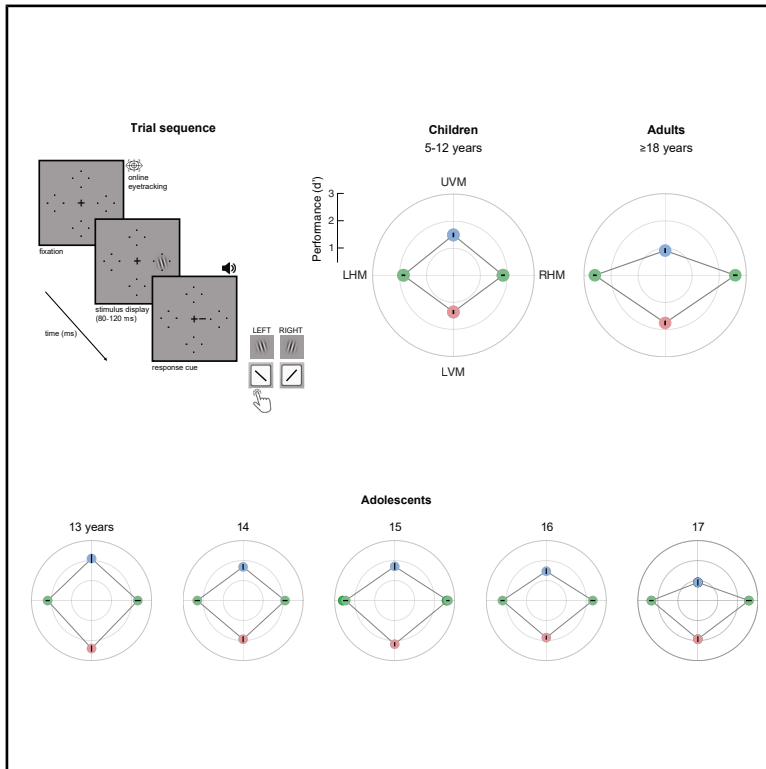 Trial sequence
online
eyetracking
fixation
stimulus display
(80-120 ms)
time (ms)
response cue
LEFT RIGHT
Children
5-12 years
Performance (d')
3
2
1
UVM
LHM
RHM
LVM
Adults
≥18 years
Adolescents
13 years
14
15
16
17